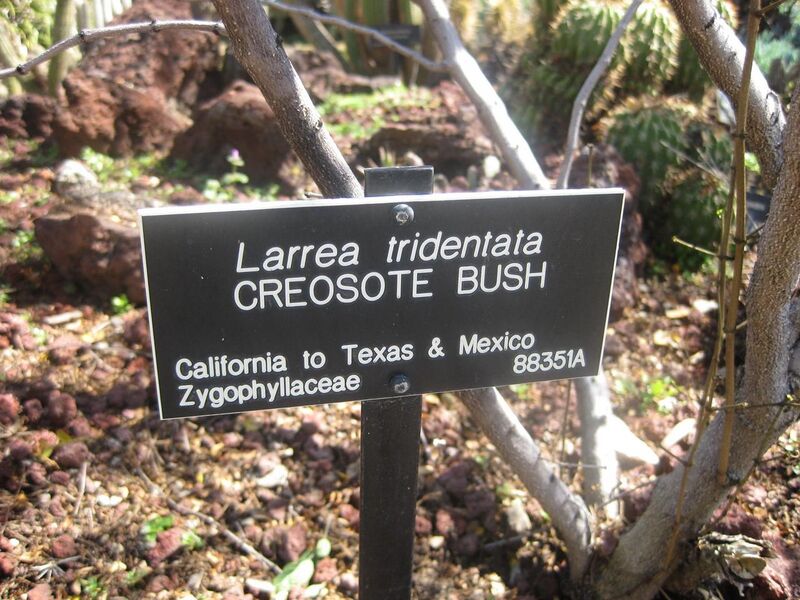 Larrea tridentata
CREOSOTE BUSH
California to Texas & Mexico
Zygophyllaceae 88351A